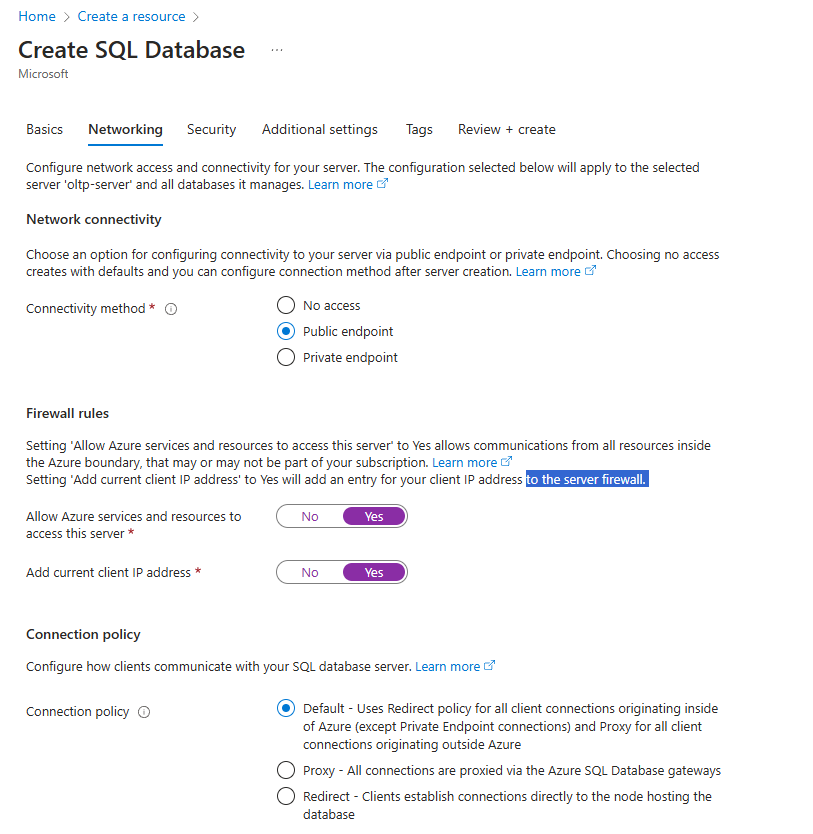 Home > Create a resource >
Create SQL Database ...
Microsoft
Basics Networking Security Additional settings Tags Review + create
Configure network access and connectivity for your server. The configuration selected below will apply to the selected
server 'oltp-server' and all databases it manages. Learn more
Network connectivity
Choose an option for configuring connectivity to your server via public endpoint or private endpoint. Choosing no access
creates with defaults and you can configure connection method after server creation. Learn more
Connectivity method *
No access
Public endpoint
Private endpoint
Firewall rules
Setting 'Allow Azure services and resources to access this server' to Yes allows communications from all resources inside
the Azure boundary, that may or may not be part of your subscription. Learn more
Setting 'Add current client IP address' to Yes will add an entry for your client IP address to the server firewall.
Allow Azure services and resources to
access this server *
No Yes
Add current client IP address *
No Yes
Connection policy
Configure how clients communicate with your SQL database server. Learn more
Connection policy
Default - Uses Redirect policy for all client connections originating inside
of Azure (except Private Endpoint connections) and Proxy for all client
connections originating outside Azure
Proxy - All connections are proxied via the Azure SQL Database gateways
Redirect - Clients establish connections directly to the node hosting the
database